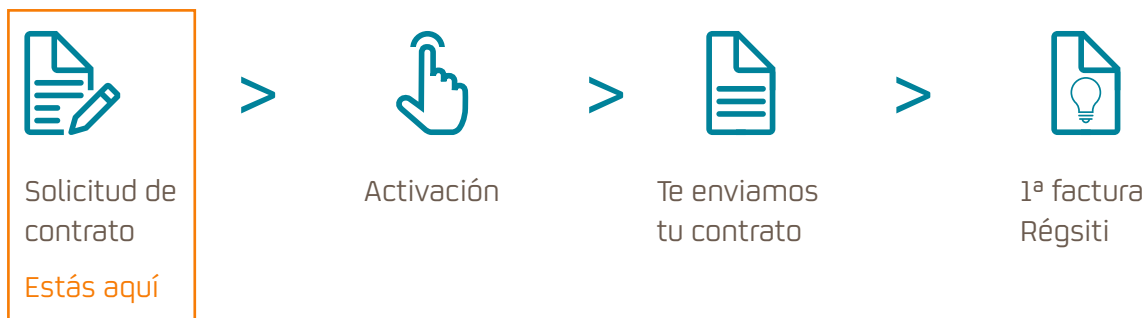 Solicitud de
contrato
Estás aquí
>
Activación
>
Te enviamos
tu contrato
>
1ª factura
Régsiti